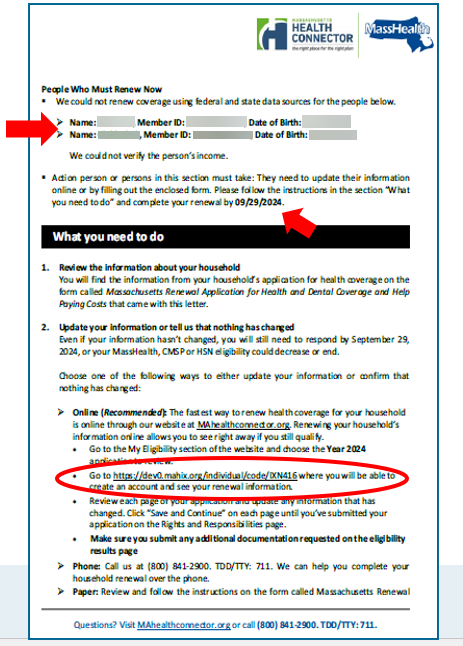 MASSACHUSETTS
HEALTH
CONNECTOR
the right place for the right plan
MassHealth
People Who Must Renew Now
▪ We could not renew coverage using federal and state data sources for the people below.
➢ Name: Member ID: Date of Birth:
➢ Name: , Member ID: Date of Birth:
We could not verify the person's income.
▪ Action person or persons in this section must take: They need to update their information
online or by filling out the enclosed form. Please follow the instructions in the section "What
you need to do" and complete your renewal by 09/29/2024.
What you need to do
1. Review the information about your household
You will find the information from your household's application for health coverage on the
form called Massachusetts Renewal Application for Health and Dental Coverage and Help
Paying Costs that came with this letter.
2. Update your information or tell us that nothing has changed
Even if your information hasn't changed, you will still need to respond by September 29,
2024, or your MassHealth, CMSP or HSN eligibility could decrease or end.
Choose one of the following ways to either update your information or confirm that
nothing has changed:
➢ Online (Recommended): The fastest way to renew health coverage for your household
is online through our website at MAhealthconnector.org. Renewing your household's
information online allows you to see right away if you still qualify.
• Go to the My Eligibility section of the website and choose the Year 2024
application to review.
• Go to https://dev0.mahix.org/individual/code/IXN416 where you will be able to
create an account and see your renewal information.
• Review each page of your application and update any information that has
changed. Click "Save and Continue" on each page until you've submitted your
application on the Rights and Responsibilities page.
• Make sure you submit any additional documentation requested on the eligibility
results page
➢ Phone: Call us at (800) 841-2900. TDD/TTY: 711. We can help you complete your
household renewal over the phone.
➢ Paper: Review and follow the instructions on the form called Massachusetts Renewal
Questions? Visit MAhealthconnector.org or call (800) 841-2900. TDD/TTY: 711.